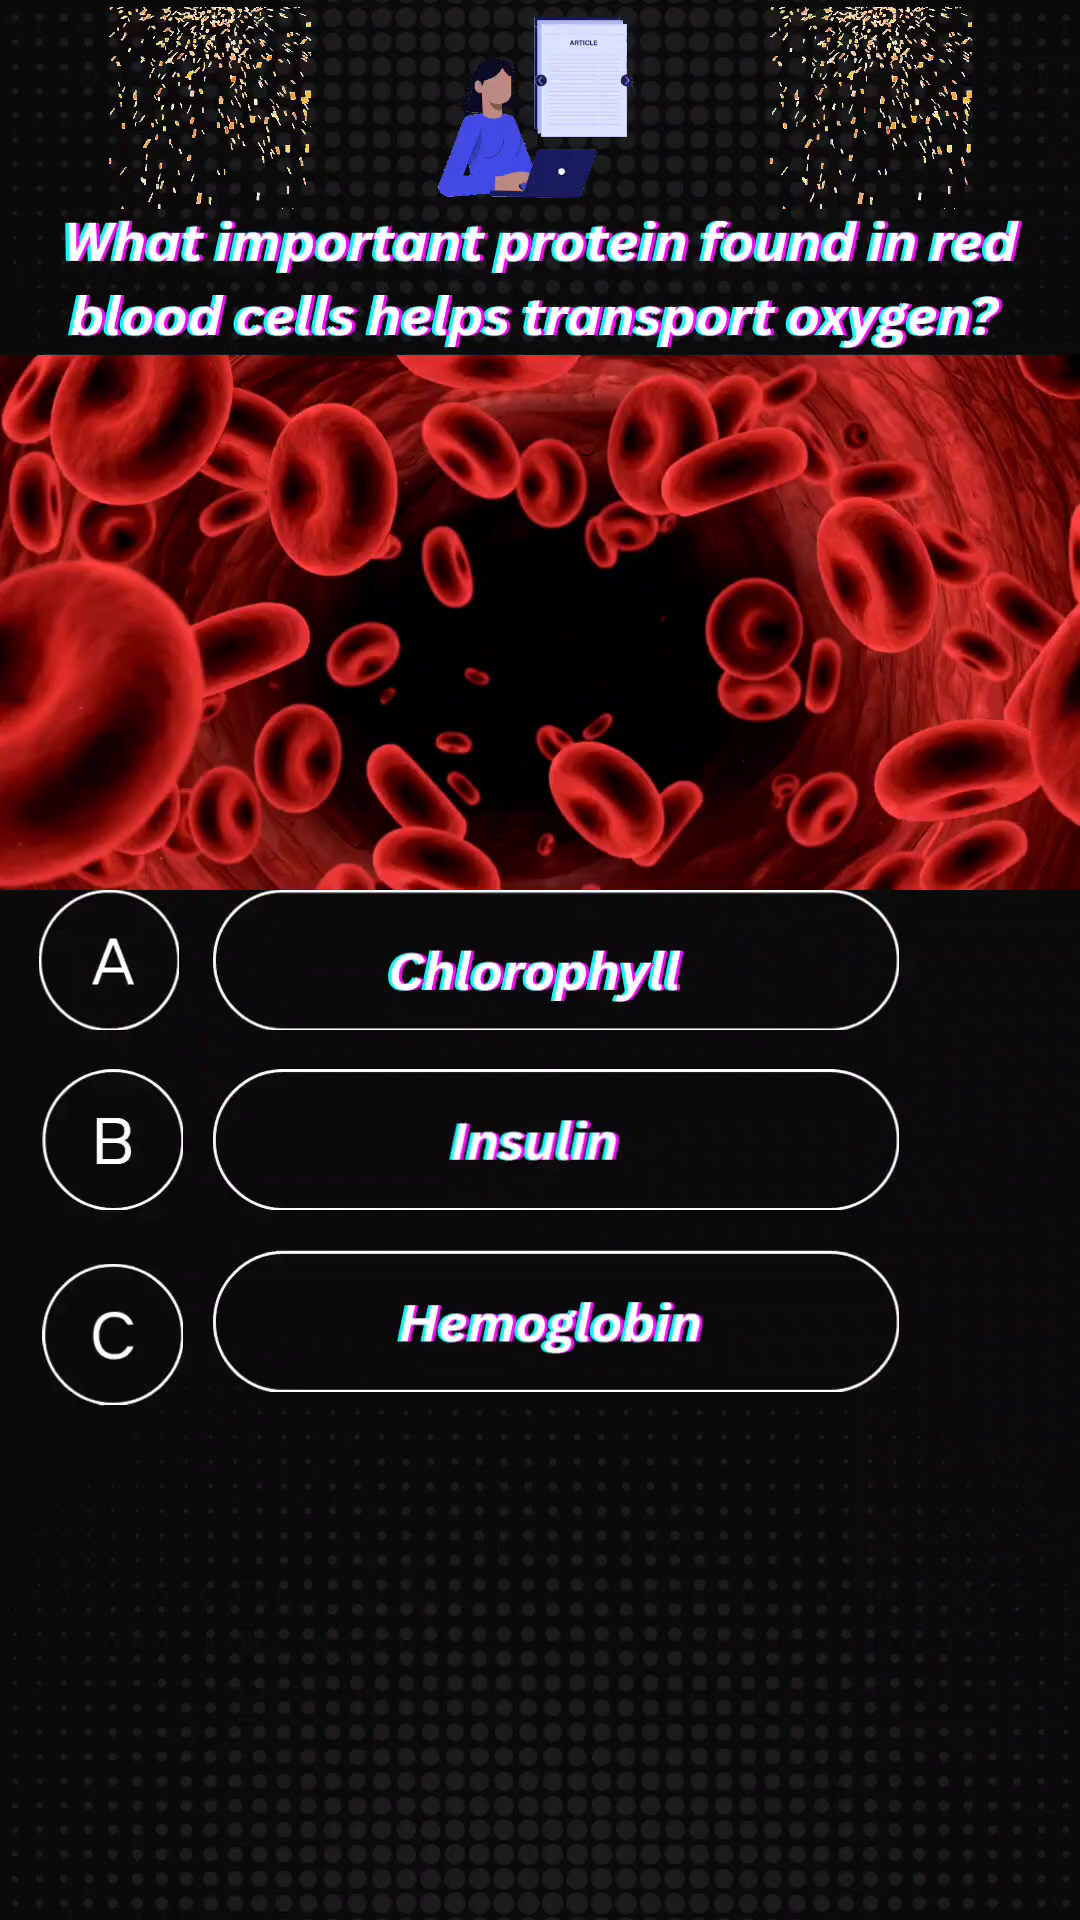 ARTICLE
What important protein found in red
blood cells helps transport oxygen?
A
Chlorophyll
B
Insulin
C
Hemoglobin